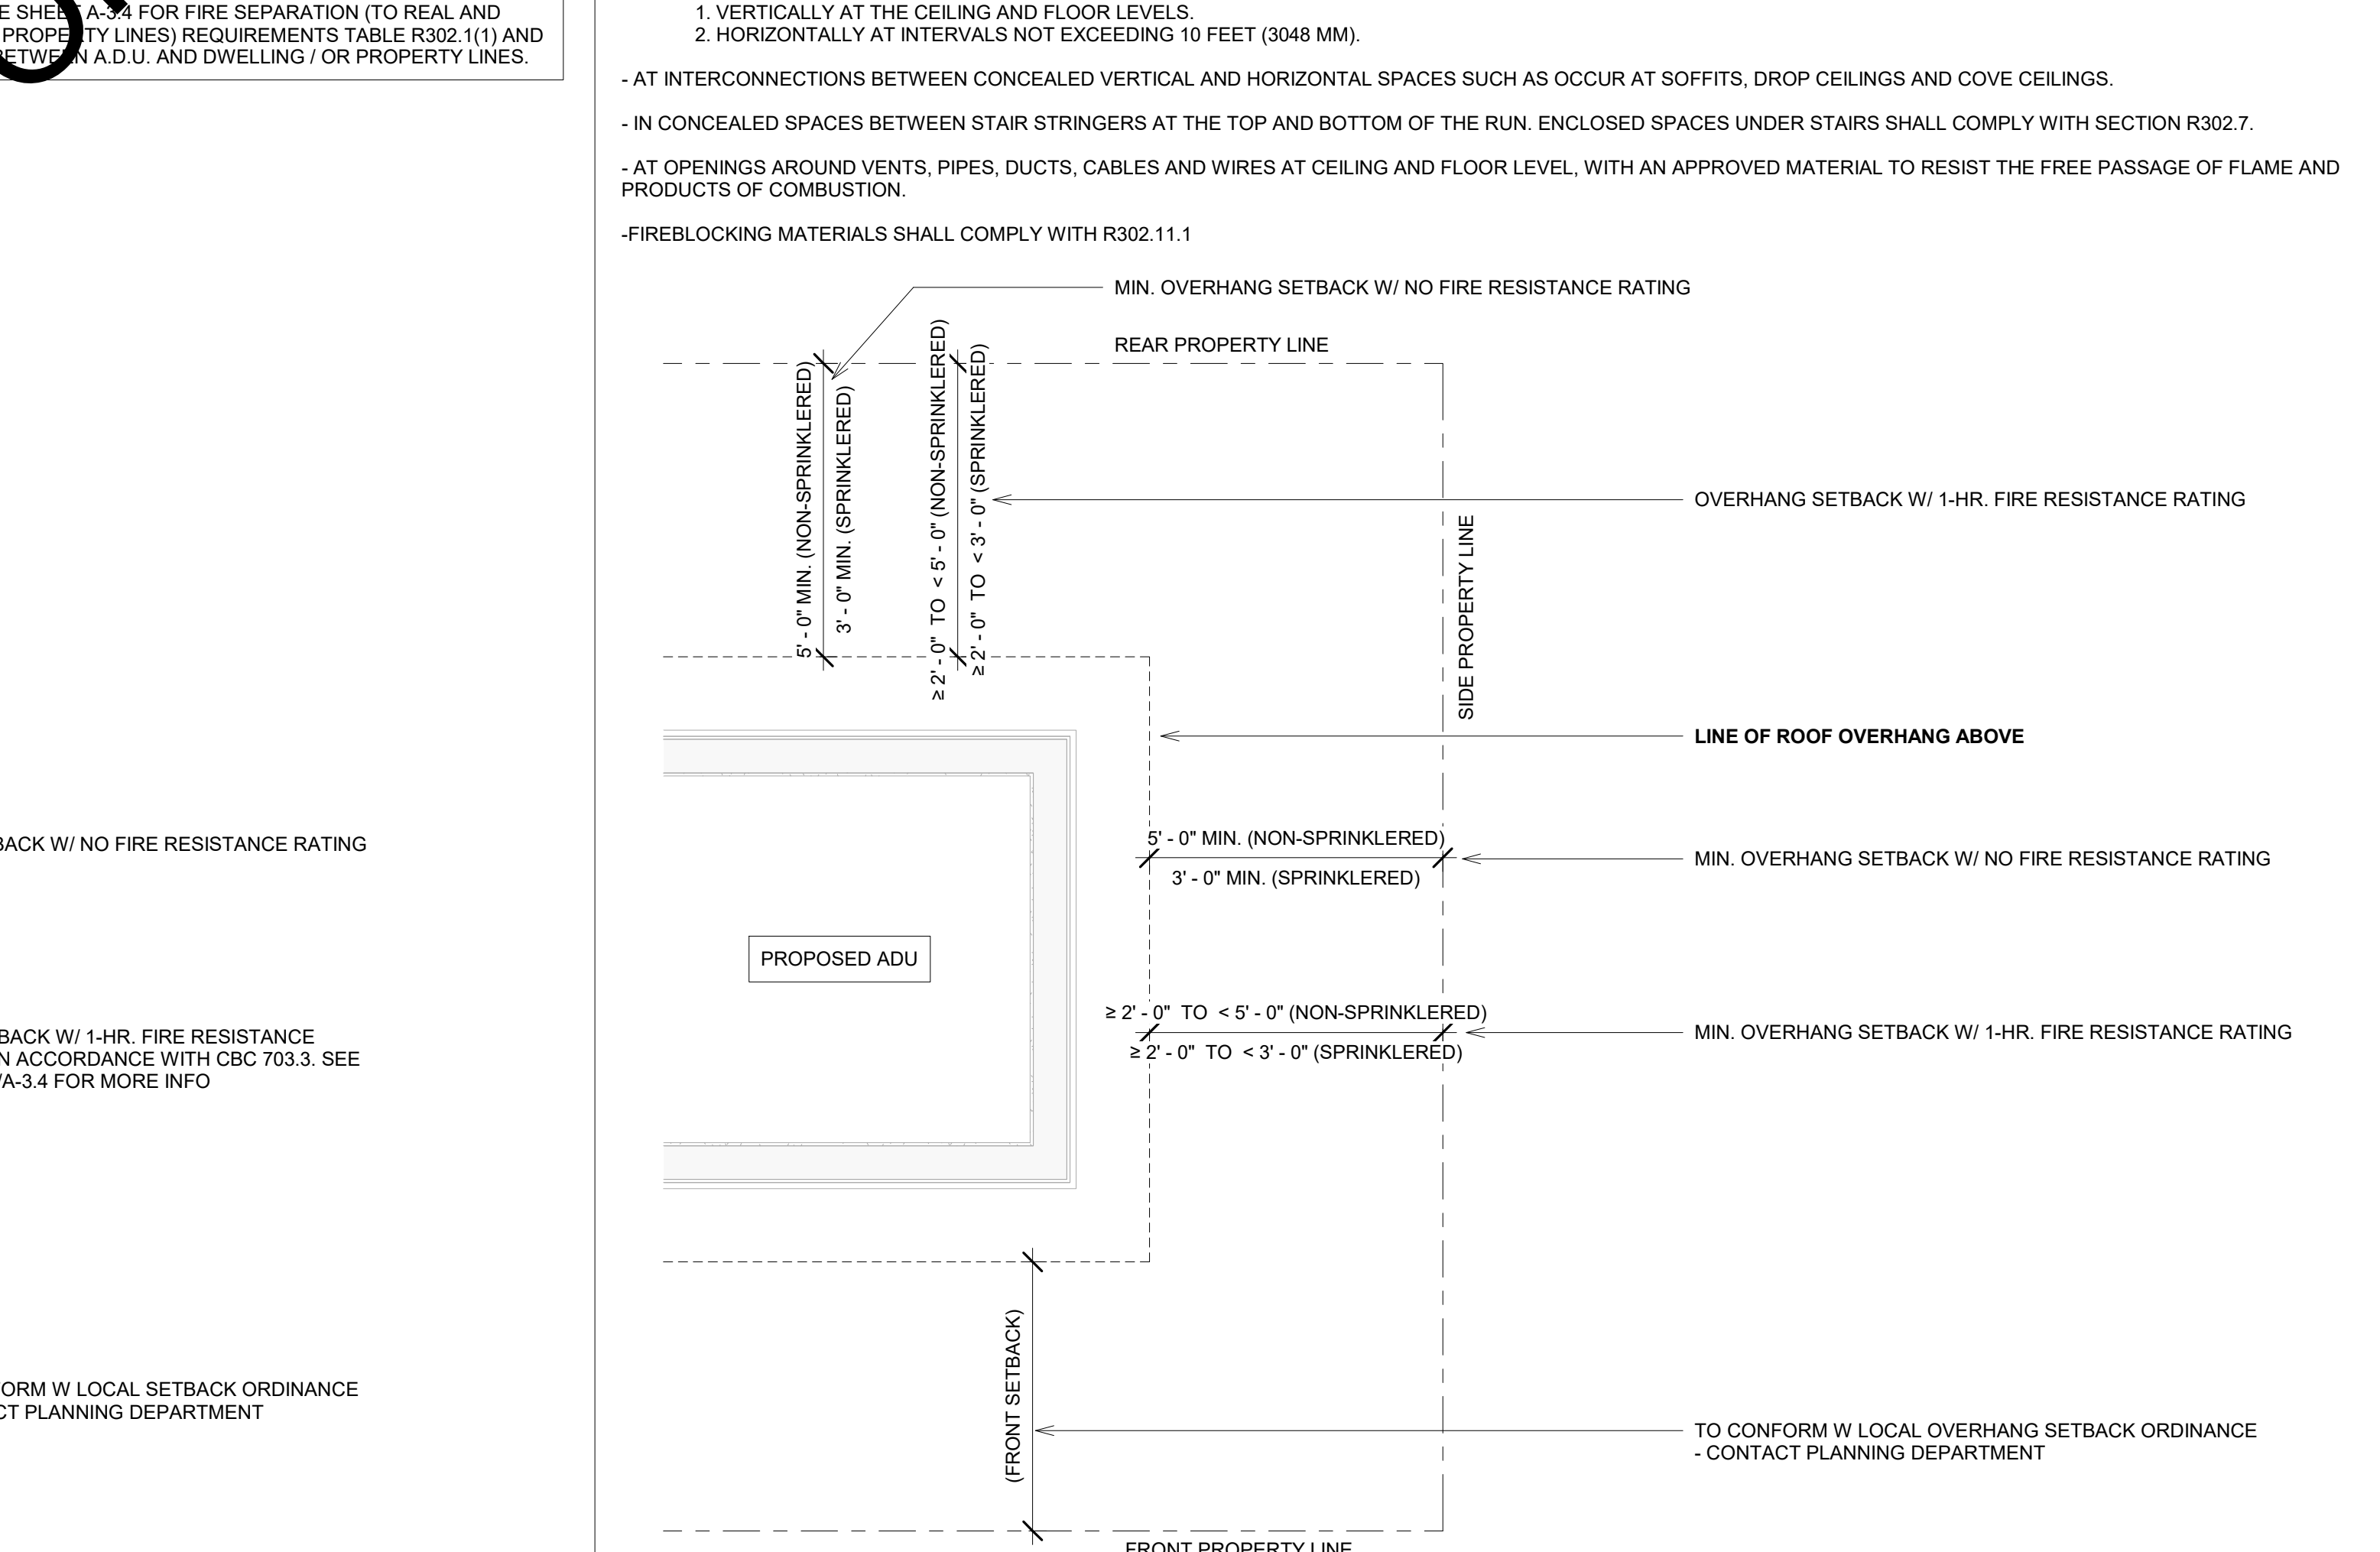 E SHEET A-3.4 FOR FIRE SEPARATION (TO REAL AND
PROPERTY LINES) REQUIREMENTS TABLE R302.1(1) AND
BETWEEN A.D.U. AND DWELLING / OR PROPERTY LINES.
BACK W/ NO FIRE RESISTANCE RATING
BACK W/ 1-HR. FIRE RESISTANCE
N ACCORDANCE WITH CBC 703.3. SEE
/A-3.4 FOR MORE INFO
ORM W LOCAL SETBACK ORDINANCE
CT PLANNING DEPARTMENT
1. VERTICALLY AT THE CEILING AND FLOOR LEVELS.
2. HORIZONTALLY AT INTERVALS NOT EXCEEDING 10 FEET (3048 MM).
- AT INTERCONNECTIONS BETWEEN CONCEALED VERTICAL AND HORIZONTAL SPACES SUCH AS OCCUR AT SOFFITS, DROP CEILINGS AND COVE CEILINGS.
- IN CONCEALED SPACES BETWEEN STAIR STRINGERS AT THE TOP AND BOTTOM OF THE RUN. ENCLOSED SPACES UNDER STAIRS SHALL COMPLY WITH SECTION R302.7.
- AT OPENINGS AROUND VENTS, PIPES, DUCTS, CABLES AND WIRES AT CEILING AND FLOOR LEVEL, WITH AN APPROVED MATERIAL TO RESIST THE FREE PASSAGE OF FLAME AND
PRODUCTS OF COMBUSTION.
-FIREBLOCKING MATERIALS SHALL COMPLY WITH R302.11.1
MIN. OVERHANG SETBACK W/ NO FIRE RESISTANCE RATING
REAR PROPERTY LINE
5' - 0" MIN. (NON-SPRINKLERED)
3' - 0" MIN. (SPRINKLERED)
≥ 2' - 0" TO < 5' - 0" (NON-SPRINKLERED)
≥ 2' - 0" TO < 3' - 0" (SPRINKLERED)
OVERHANG SETBACK W/ 1-HR. FIRE RESISTANCE RATING
SIDE PROPERTY LINE
LINE OF ROOF OVERHANG ABOVE
5' - 0" MIN. (NON-SPRINKLERED)
3' - 0" MIN. (SPRINKLERED)
MIN. OVERHANG SETBACK W/ NO FIRE RESISTANCE RATING
PROPOSED ADU
≥ 2' - 0" TO < 5' - 0" (NON-SPRINKLERED)
≥ 2' - 0" TO < 3' - 0" (SPRINKLERED)
MIN. OVERHANG SETBACK W/ 1-HR. FIRE RESISTANCE RATING
(FRONT SETBACK)
TO CONFORM W LOCAL OVERHANG SETBACK ORDINANCE
- CONTACT PLANNING DEPARTMENT
FRONT PROPERTY LINE